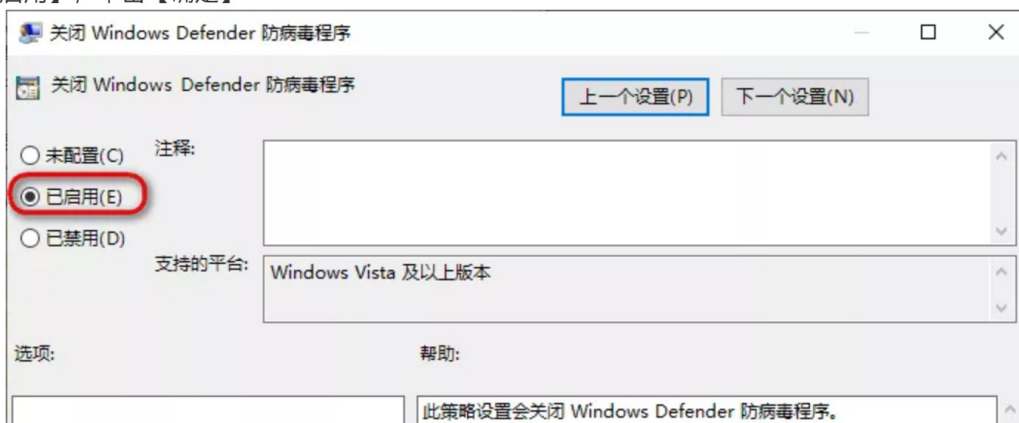 关闭 Windows Defender 防病毒程序
关闭 Windows Defender 防病毒程序
上一个设置(P) 下一个设置(N)
未配置(C) 注释:
已启用(E)
已禁用(D)
支持的平台: Windows Vista 及以上版本
选项: 帮助:
此策略设置会关闭 Windows Defender 防病毒程序。